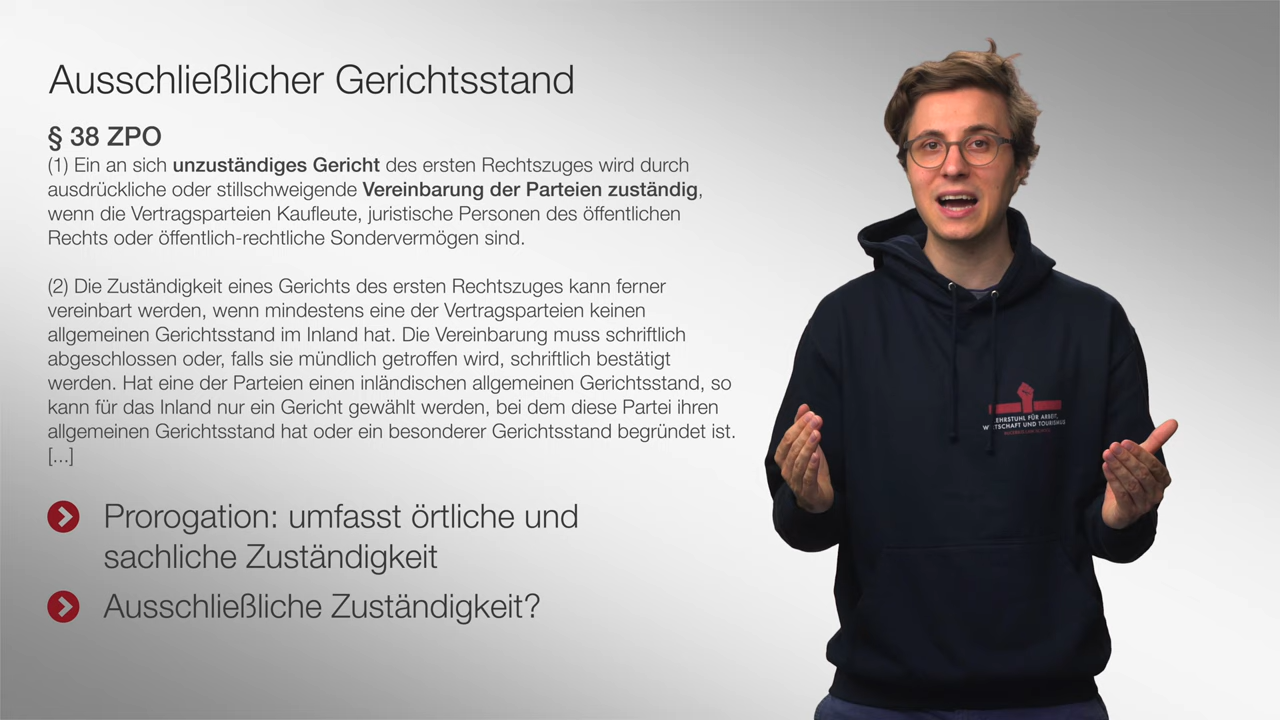 Ausschließlicher Gerichtsstand
§ 38 ZPO
(1) Ein an sich unzuständiges Gericht des ersten Rechtszuges wird durch
ausdrückliche oder stillschweigende Vereinbarung der Parteien zuständig,
wenn die Vertragsparteien Kaufleute, juristische Personen des öffentlichen
Rechts oder öffentlich-rechtliche Sondervermögen sind.
(2) Die Zuständigkeit eines Gerichts des ersten Rechtszuges kann ferner
vereinbart werden, wenn mindestens eine der Vertragsparteien keinen
allgemeinen Gerichtsstand im Inland hat. Die Vereinbarung muss schriftlich
abgeschlossen oder, falls sie mündlich getroffen wird, schriftlich bestätigt
werden. Hat eine der Parteien einen inländischen allgemeinen Gerichtsstand, so
kann für das Inland nur ein Gericht gewählt werden, bei dem diese Partei ihren
allgemeinen Gerichtsstand hat oder ein besonderer Gerichtsstand begründet ist.
[...]
Prorogation: umfasst örtliche und
sachliche Zuständigkeit
Ausschließliche Zuständigkeit?
LEHRSTUHL FÜR ARBEIT,
WIRTSCHAFT UND TOURISMUS